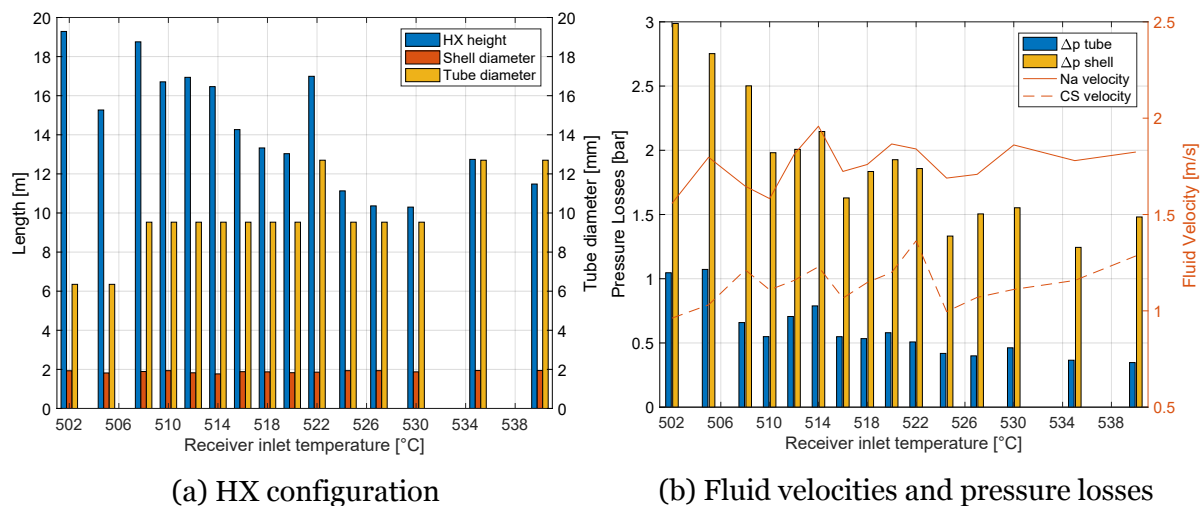 20
18
16
14
12
10
8
6
4
2
0
Length [m]
HX height
Shell diameter
Tube diameter
20
18
16
14
12
10
8
6
4
2
0
Tube diameter [mm]
502 506 510 514 518 522 526 530 534 538
Receiver inlet temperature [°C]
(a) HX configuration
3
2.5
2
1.5
1
0.5
0
Pressure Losses [bar]
Δp tube
Δp shell
Na velocity
CS velocity
2.5
2
1.5
1
0.5
Fluid Velocity [m/s]
502 506 510 514 518 522 526 530 534 538
Receiver inlet temperature [°C]
(b) Fluid velocities and pressure losses